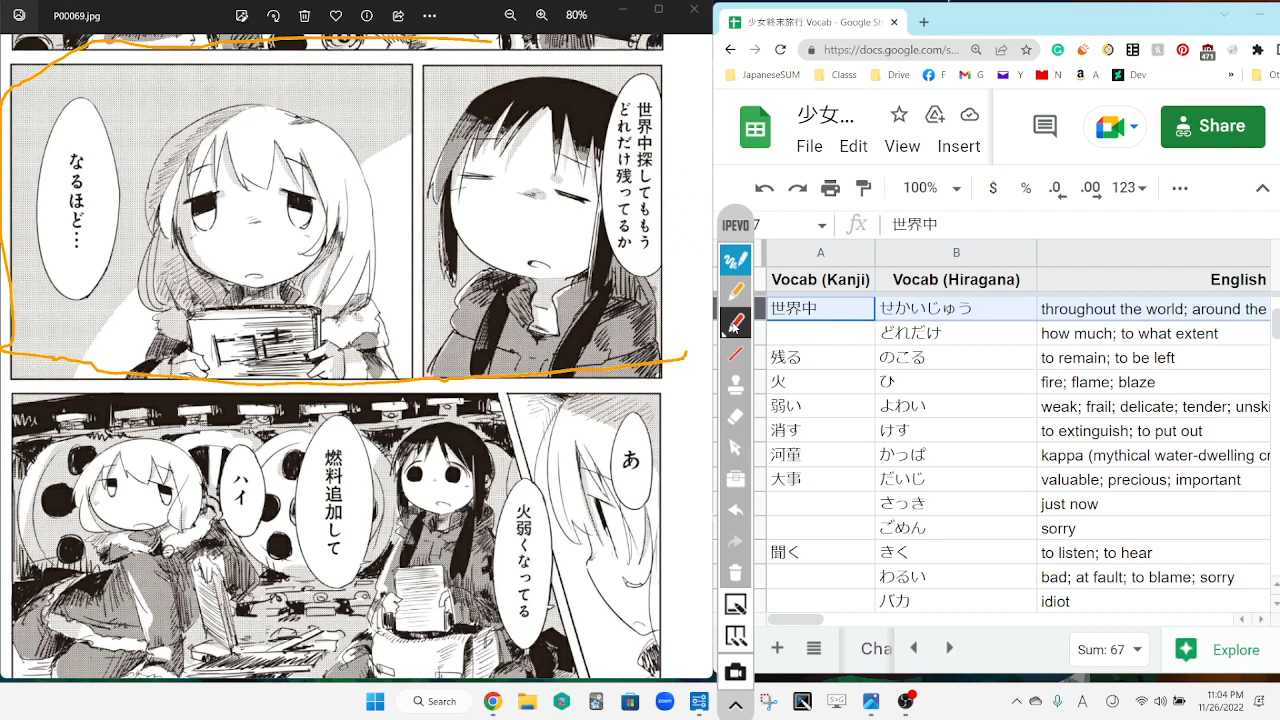 P00069.jpg
80%
世界中探してももう
どれだけ残ってるか
なるほど…
あ
火弱くなってる
燃料追加して
ハイ
少女終末旅行 Vocab - Google Sh
https://docs.google.com/s...
471
JapaneseSUM
Class
Drive
F
G
Y
N
A
Dev
Ot
少女...
Share
File
Edit
View
Insert
100%
$
%
.0
.00
123
IPEVO
7
fx
世界中
A
B
Vocab (Kanji)
Vocab (Hiragana)
English
世界中
せかいじゅう
throughout the world; around the
どれだけ
how much; to what extent
残る
のこる
to remain; to be left
火
ひ
fire; flame; blaze
弱い
よわい
weak; frail; delicate; tender; unsk
消す
けす
to extinguish: to put out
河童
かっぱ
kappa (mythical water-dwelling cr
大事
だいじ
valuable; precious; important
さっき
just now
ごめん
sorry
聞く
きく
to listen; to hear
わるい
bad; at fault; to blame; sorry
バカ
idiot
Cha
Sum: 67
Explore
Search
zoom
A
11:04 PM
11/26/2022